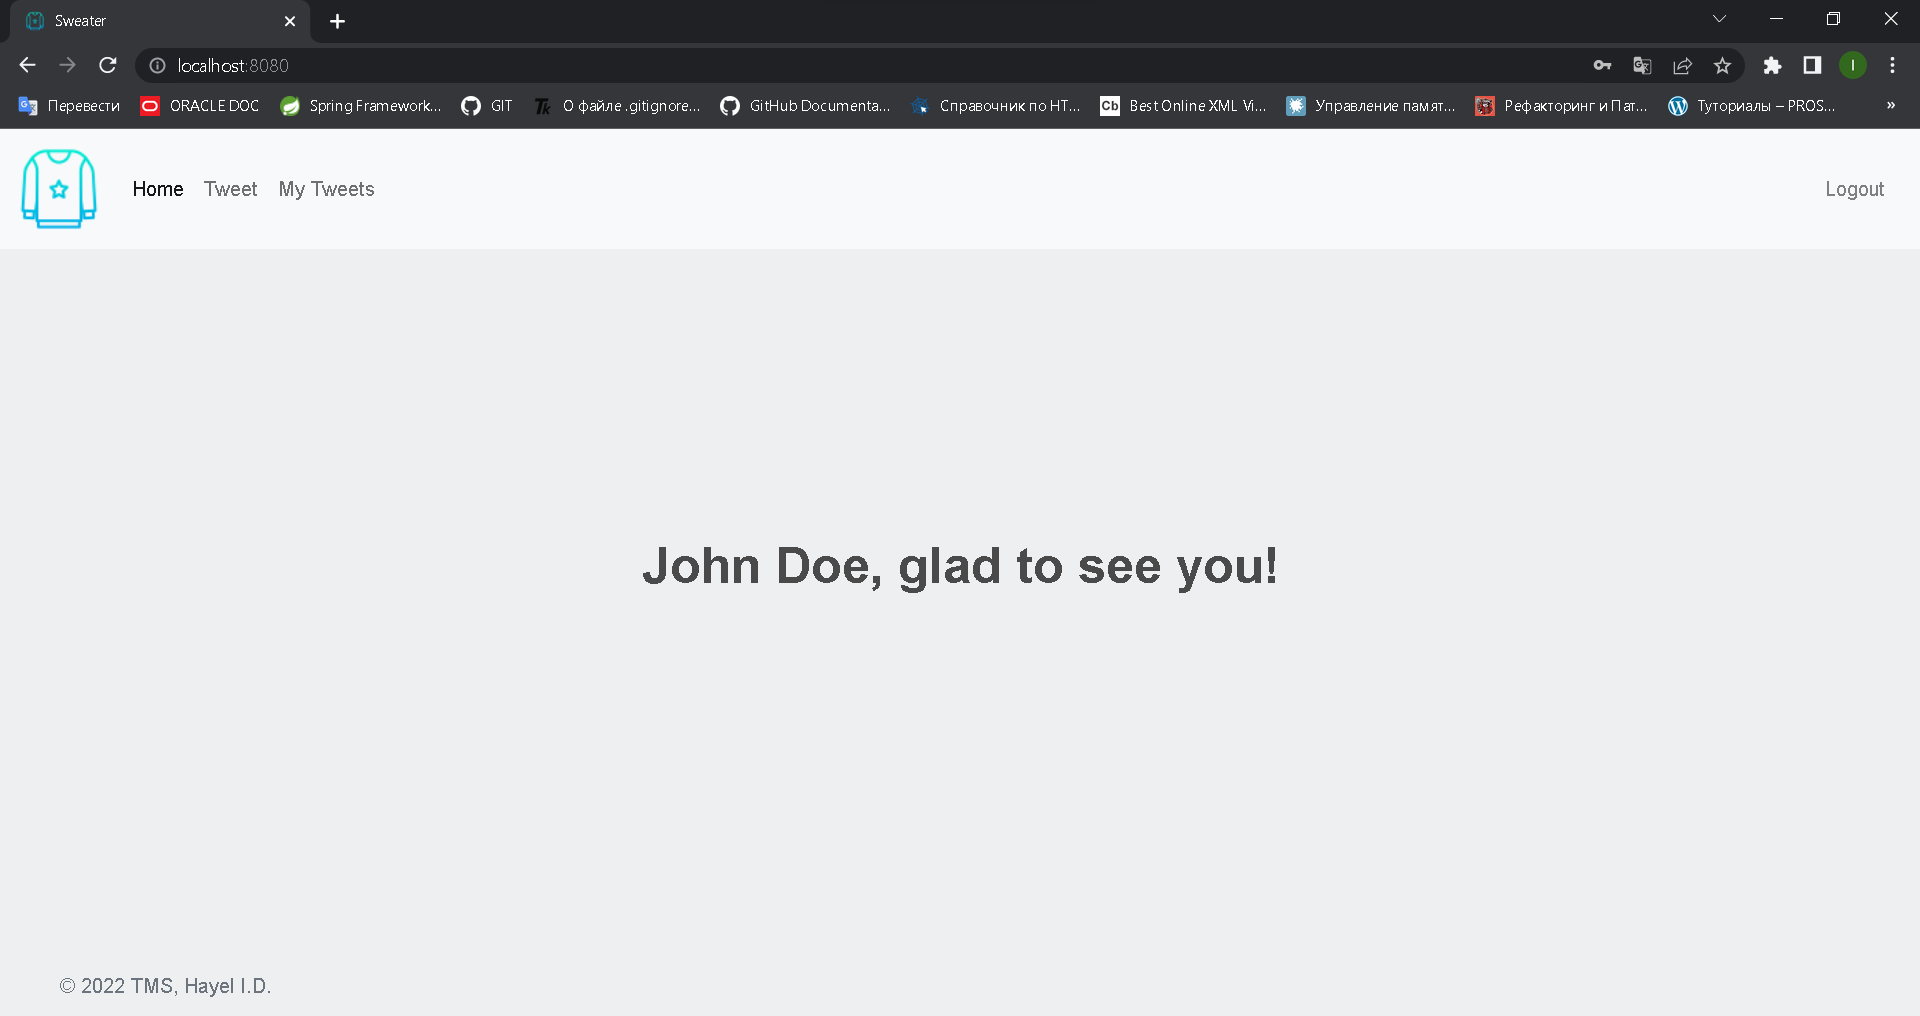 Sweater
localhost:8080
I
Перевести ORACLE DOC Spring Framework... GIT Tk О файле .gitignore... GitHub Documenta... Справочник по HT... Cb Best Online XML Vi... Управление памят... Рефакторинг и Пат... Туториалы – PROS... »
Home Tweet My Tweets Logout
John Doe, glad to see you!
© 2022 TMS, Hayel I.D.